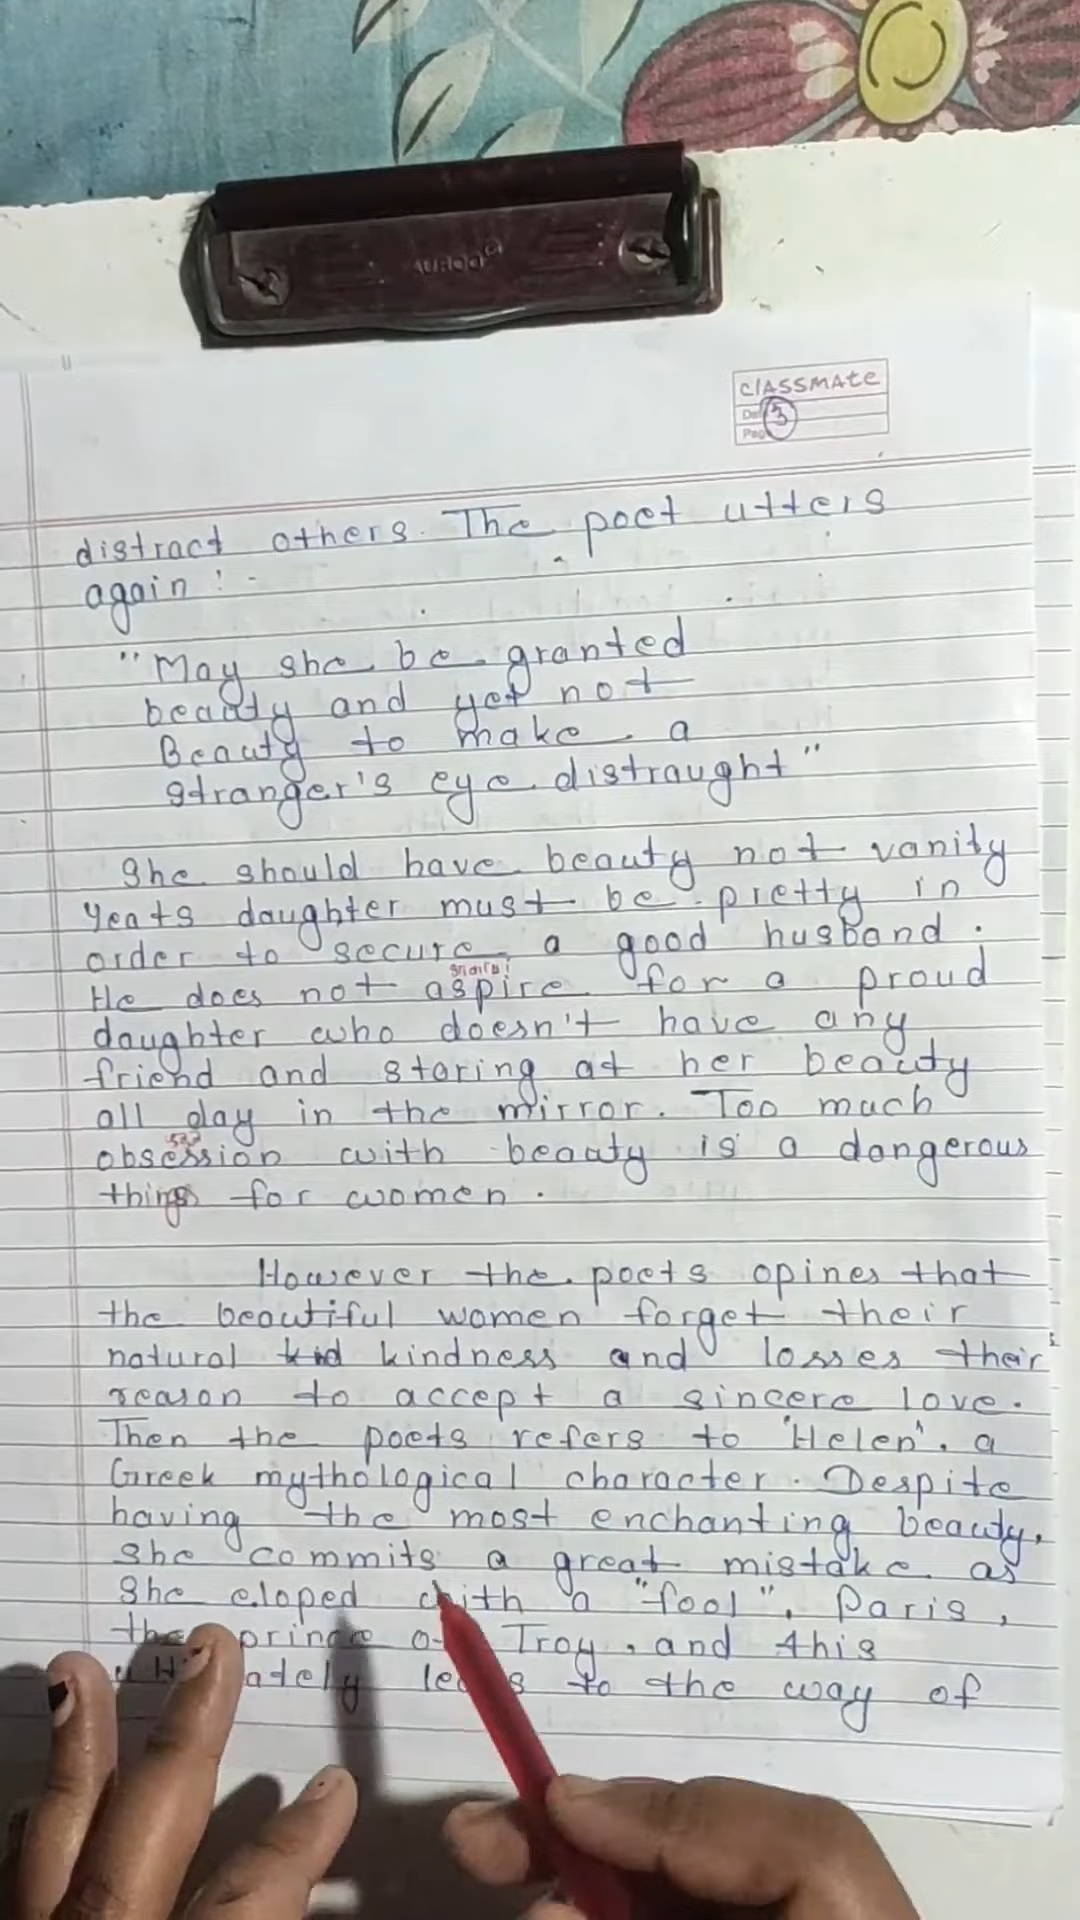 CLASSMATE
3
distract others. The poet utters
again :-
"May she be granted
beauty and yet not
Beauty to make a
stranger's eye distraught"
She should have beauty not vanity
Yeats daughter must be pretty in
order to secure a good husband.
He does not aspire for a proud
daughter who doesn't have any
friend and staring at her beauty
all day in the mirror. Too much
obsession with beauty is a dangerous
things for women.
However the poets opines that
the beautiful women forget their
natural kindness and losses their
reason to accept a sincere love.
Then the poets refers to "Helen", a
Greek mythological character. Despite
having the most enchanting beauty,
she commits a great mistake as
she eloped with a "fool", Paris,
the prince Troy, and this
to the way of